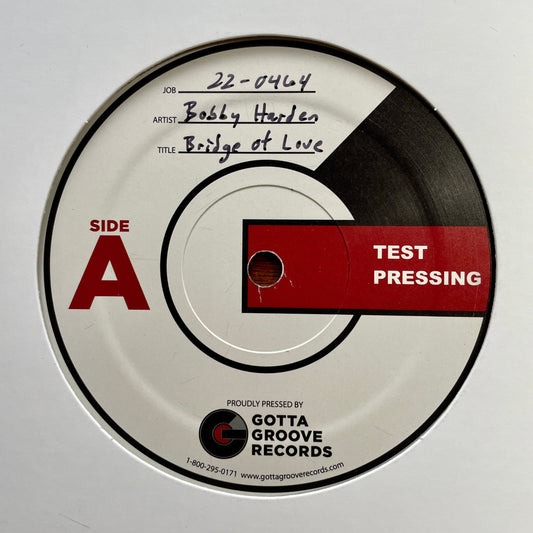 JOB 22-0464
ARTIST Bobby Harden
TITLE Bridge of Love
SIDE
A
TEST
PRESSING
PROUDLY PRESSED BY
GOTTA
GROOVE
RECORDS
1-800-295-0171 www.gottagrooverecords.com